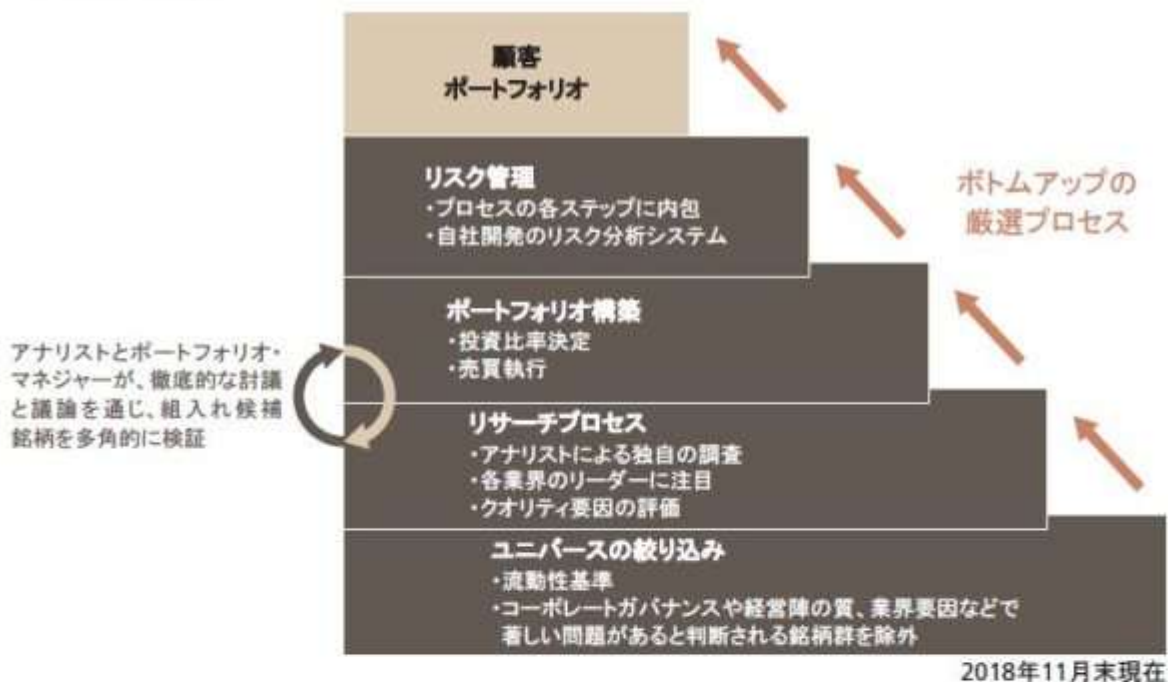 顧客
ポートフォリオ
リスク管理
・プロセスの各ステップに内包
・自社開発のリスク分析システム
ボトムアップの
厳選プロセス
ポートフォリオ構築
・投資比率決定
・売買執行
アナリストとポートフォリオ・
マネジャーが、徹底的な討議
と議論を通じ、組入れ候補
銘柄を多角的に検証
リサーチプロセス
・アナリストによる独自の調査
・各業界のリーダーに注目
・クオリティ要因の評価
ユニバースの絞り込み
・流動性基準
・コーポレートガバナンスや経営陣の質、業界要因などで
著しい問題があると判断される銘柄群を除外
2018年11月末現在